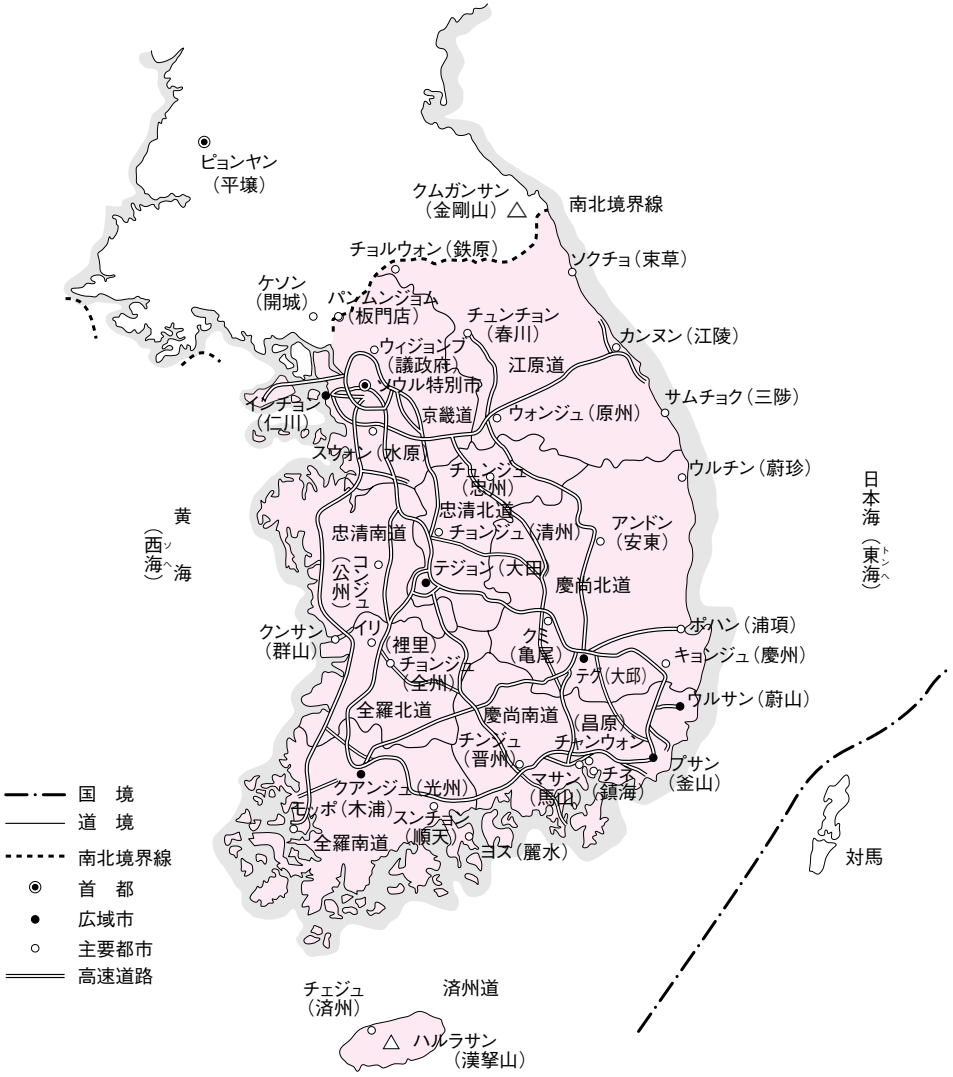 ピョンヤン
(平壌)
クムガンサン
(金剛山)
南北境界線
チョルウォン(鉄原)
ソクチョ(束草)
ケソン
(開城)
パンムンジョム
(板門店)
チュンチョン
(春川)
カンヌン(江陵)
ウィジョンブ
(議政府)
江原道
ソウル特別市
サムチョク(三陟)
インチョン
(仁川)
京畿道
ウォンジュ(原州)
スウォン(水原)
チュンジュ
(忠州)
ウルチン(蔚珍)
日本海(東海)
トンヘ
黄海
(西海)
ソヘ
忠清北道
忠清南道
チョンジュ(清州)
アンドン
(安東)
コンジュ
(公州)
テジョン(大田)
慶尚北道
クンサン
(群山)
イリ
(裡里)
クミ
(亀尾)
ポハン(浦項)
チョンジュ
(全州)
キョンジュ(慶州)
テグ(大邱)
ウルサン(蔚山)
全羅北道
慶尚南道
(昌原)
チャンウォン
チンジュ
(晋州)
プサン
(釜山)
クアンジュ(光州)
マサン
(馬山)
チネ
(鎮海)
モッポ(木浦)
スンチョン
(順天)
全羅南道
ヨス(麗水)
対馬
国境
道境
南北境界線
首都
広域市
主要都市
高速道路
チェジュ
(済州)
済州道
ハルラサン
(漢拏山)